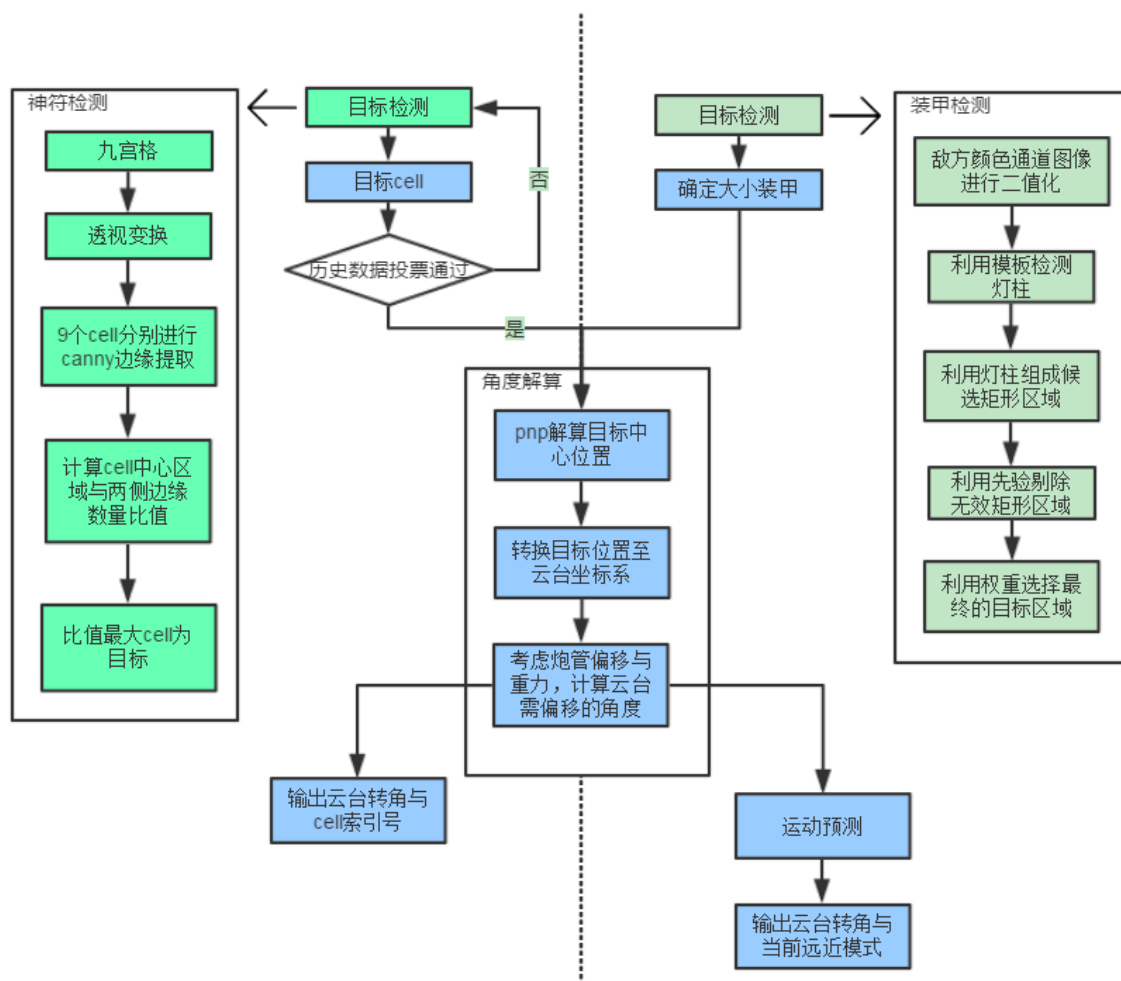 神符检测
九宫格
透视变换
9个cell分别进行
canny边缘提取
计算cell中心区
域与两侧边缘
数量比值
比值最大cell为
目标
目标检测
目标cell
历史数据投票通过
否
是
目标检测
确定大小装甲
装甲检测
敌方颜色通道图像
进行二值化
利用模板检测
灯柱
利用灯柱组成候
选矩形区域
利用先验剔除
无效矩形区域
利用权重选择最
终的目标区域
角度解算
pnp解算目标中
心位置
转换目标位置至
云台坐标系
考虑炮管偏移与
重力，计算云台
需偏移的角度
输出云台转角与
cell索引号
运动预测
输出云台转角与
当前远近模式